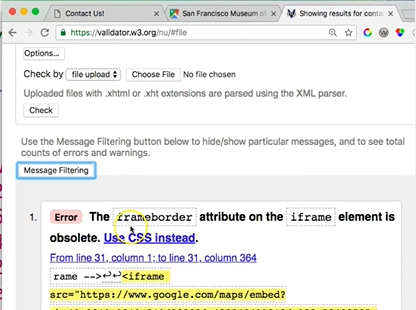 Contact Us!
San Francisco Museum of
Showing results for conta
https://validator.w3.org/nu/#file
Options...
Check by file upload Choose File No file chosen
Uploaded files with .xhtml or .xht extensions are parsed using the XML parser.
Check
Use the Message Filtering button below to hide/show particular messages, and to see total
counts of errors and warnings.
Message Filtering
1. Error The frameborder attribute on the iframe element is
obsolete. Use CSS instead.
From line 31, column 1; to line 31, column 364
rame -->↩↩<iframe
src="https://www.google.com/maps/embed?